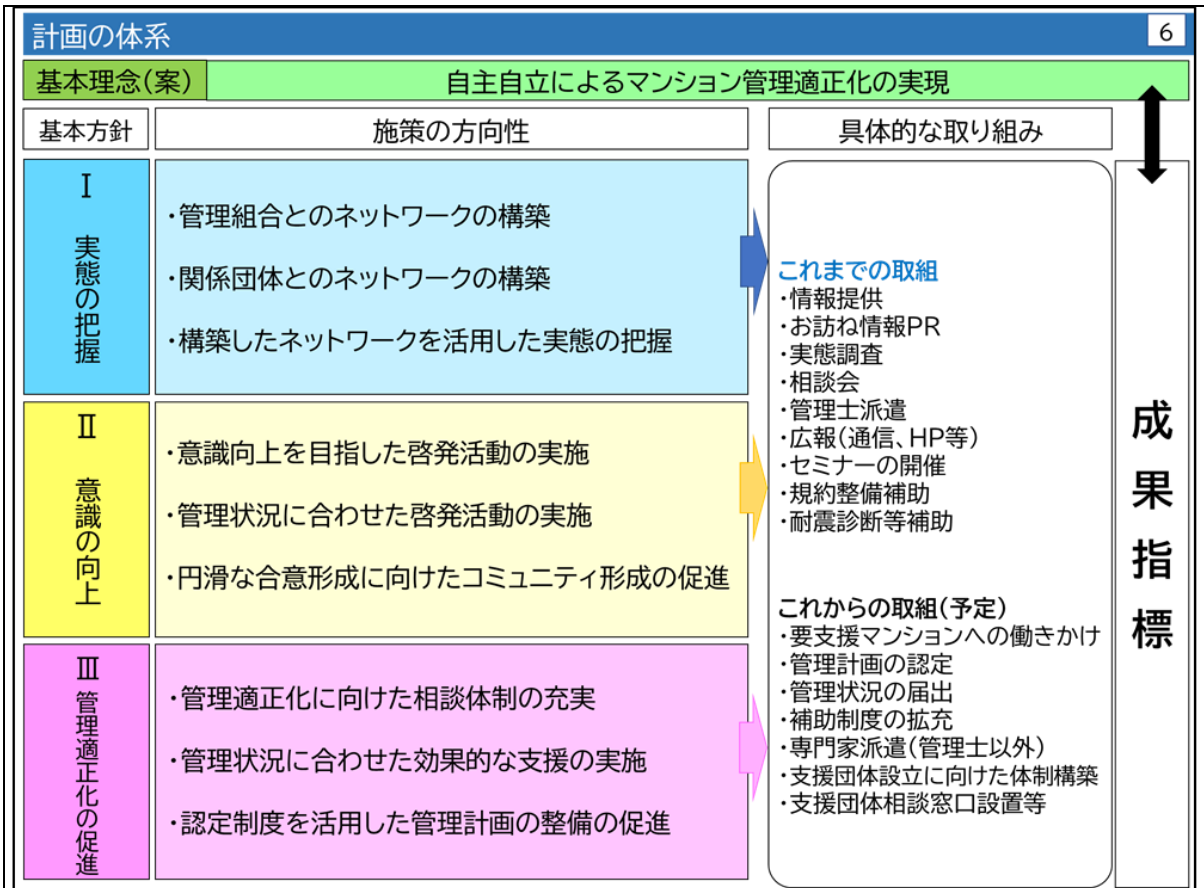 計画の体系
6
基本理念(案)
自主自立によるマンション管理適正化の実現
基本方針
施策の方向性
具体的な取り組み
Ⅰ 実態の把握
・管理組合とのネットワークの構築
・関係団体とのネットワークの構築
・構築したネットワークを活用した実態の把握
Ⅱ 意識の向上
・意識向上を目指した啓発活動の実施
・管理状況に合わせた啓発活動の実施
・円滑な合意形成に向けたコミュニティ形成の促進
Ⅲ 管理適正化の促進
・管理適正化に向けた相談体制の充実
・管理状況に合わせた効果的な支援の実施
・認定制度を活用した管理計画の整備の促進
これまでの取組
・情報提供
・お訪ね情報PR
・実態調査
・相談会
・管理士派遣
・広報(通信、HP等)
・セミナーの開催
・規約整備補助
・耐震診断等補助
これからの取組(予定)
・要支援マンションへの働きかけ
・管理計画の認定
・管理状況の届出
・補助制度の拡充
・専門家派遣(管理士以外)
・支援団体設立に向けた体制構築
・支援団体相談窓口設置等
成果指標